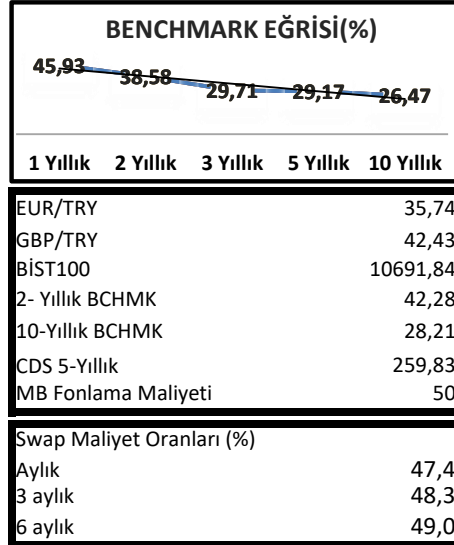 BENCHMARK EĞRİSİ(%)
45,93 38,58 29,71 29,17 26,47
1 Yıllık 2 Yıllık 3 Yıllık 5 Yıllık 10 Yıllık
EUR/TRY 35,74
GBP/TRY 42,43
BİST100 10691,84
2- Yıllık BCHMK 42,28
10-Yıllık BCHMK 28,21
CDS 5-Yıllık 259,83
MB Fonlama Maliyeti 50
Swap Maliyet Oranları (%)
Aylık 47,4
3 aylık 48,3
6 aylık 49,0